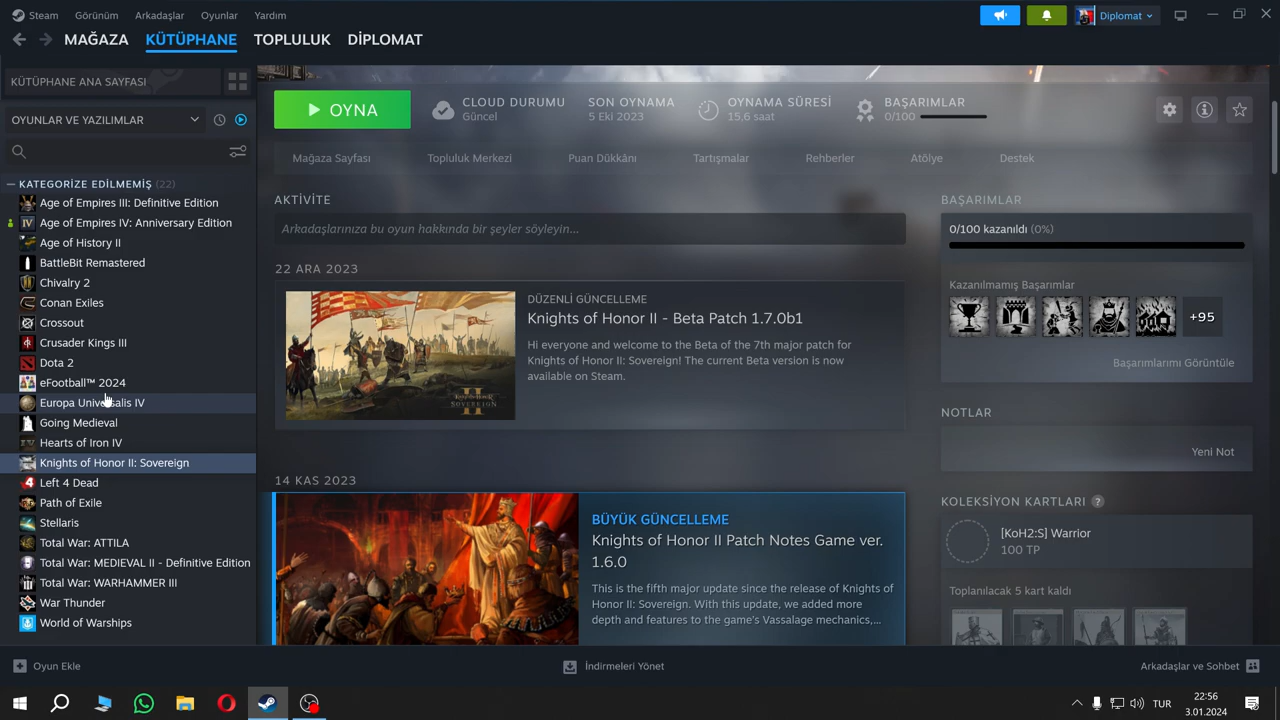 Steam Görünüm Arkadaşlar Oyunlar Yardım Diplomat
MAĞAZA KÜTÜPHANE TOPLULUK DİPLOMAT
KÜTÜPHANE ANA SAYFASI
OYUNLAR VE YAZILIMLAR
KATEGORİZE EDİLMEMİŞ (22)
Age of Empires III: Definitive Edition
Age of Empires IV: Anniversary Edition
Age of History II
BattleBit Remastered
Chivalry 2
Conan Exiles
Crossout
Crusader Kings III
Dota 2
eFootball™ 2024
Europa Universalis IV
Going Medieval
Hearts of Iron IV
Knights of Honor II: Sovereign
Left 4 Dead
Path of Exile
Stellaris
Total War: ATTILA
Total War: MEDIEVAL II - Definitive Edition
Total War: WARHAMMER III
War Thunder
World of Warships
OYNA
CLOUD DURUMU
Güncel
SON OYNAMA
5 Eki 2023
OYNAMA SÜRESİ
15,6 saat
BAŞARIMLAR
0/100
Mağaza Sayfası Topluluk Merkezi Puan Dükkânı Tartışmalar Rehberler Atölye Destek
AKTİVİTE
Arkadaşlarınıza bu oyun hakkında bir şeyler söyleyin...
22 ARA 2023
DÜZENLİ GÜNCELLEME
Knights of Honor II - Beta Patch 1.7.0b1
Hi everyone and welcome to the Beta of the 7th major patch for
Knights of Honor II: Sovereign! The current Beta version is now
available on Steam.
KNIGHTS OF HONOR
II
SOVEREIGN
14 KAS 2023
BÜYÜK GÜNCELLEME
Knights of Honor II Patch Notes Game ver.
1.6.0
This is the fifth major update since the release of Knights of
Honor II: Sovereign. With this update, we added more
depth and features to the game's Vassalage mechanics,...
BAŞARIMLAR
0/100 kazanıldı (0%)
Kazanılmamış Başarımlar
+95
Başarımlarımı Görüntüle
NOTLAR
Yeni Not
KOLEKSİYON KARTLARI ?
[KoH2:S] Warrior
100 TP
Toplanılacak 5 kart kaldı
Oyun Ekle İndirmeleri Yönet Arkadaşlar ve Sohbet
TUR
22:56
3.01.2024